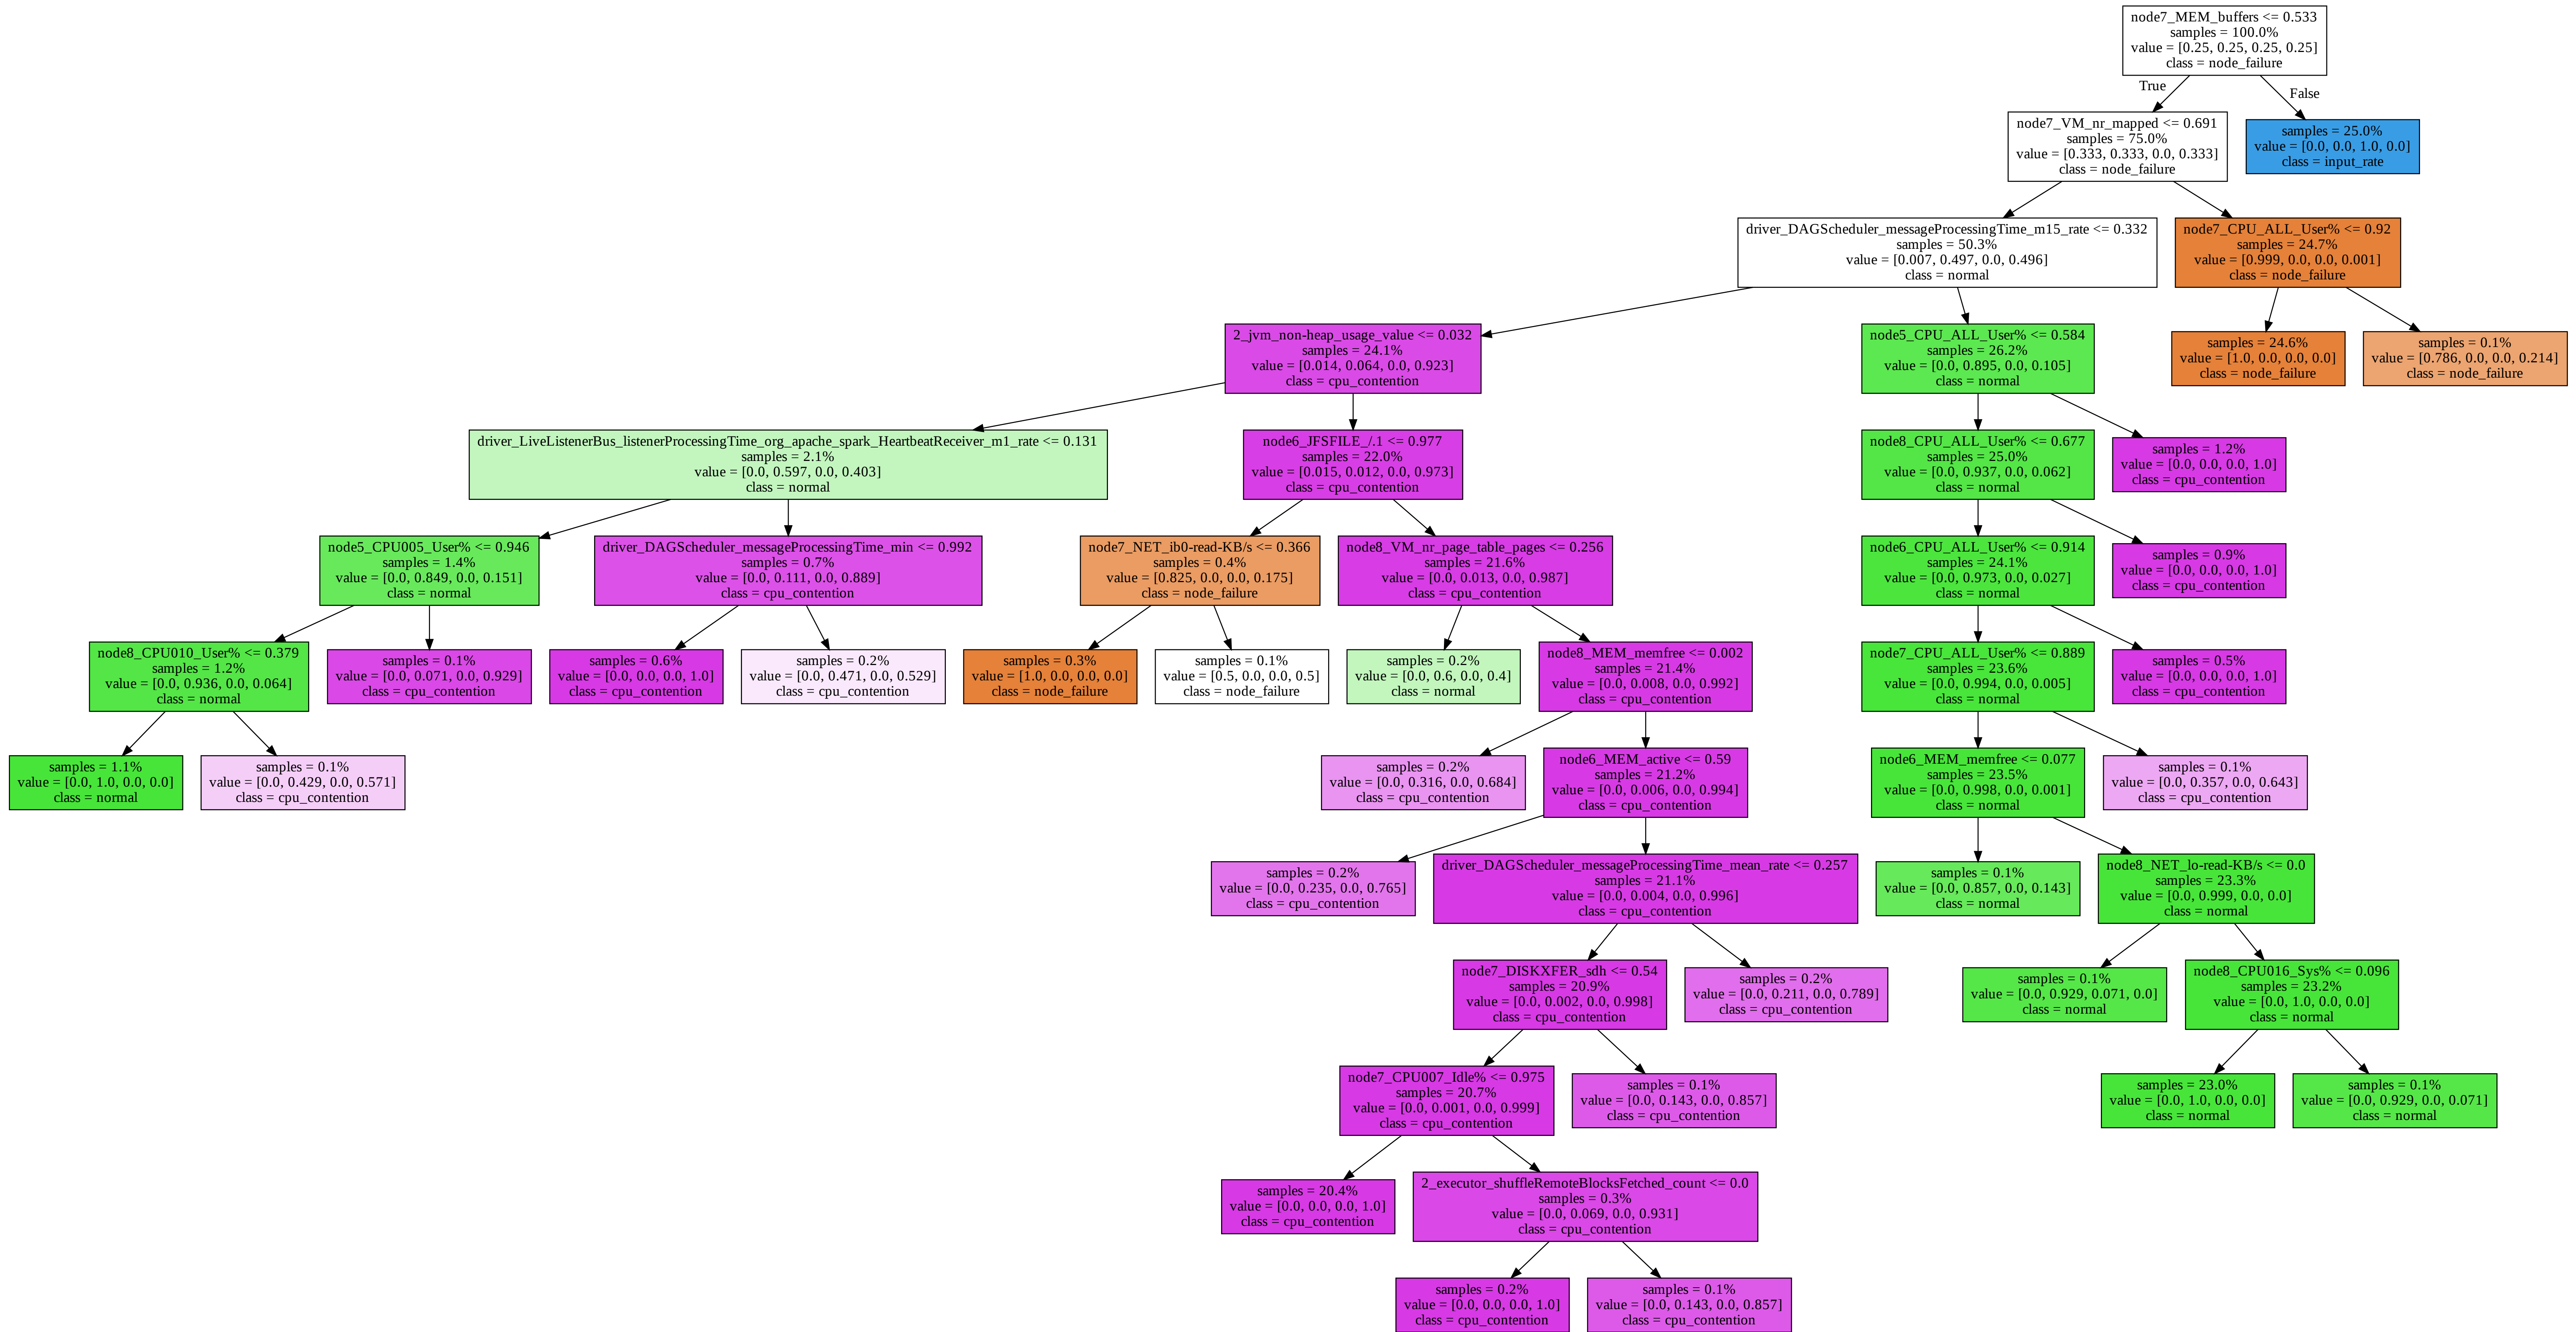 node7_MEM_buffers <= 0.533
samples = 100.0%
value = [0.25, 0.25, 0.25, 0.25]
class = node_failure
True
False
node7_VM_nr_mapped <= 0.691
samples = 75.0%
value = [0.333, 0.333, 0.0, 0.333]
class = node_failure
samples = 25.0%
value = [0.0, 0.0, 1.0, 0.0]
class = input_rate
driver_DAGScheduler_messageProcessingTime_m15_rate <= 0.332
samples = 50.3%
value = [0.007, 0.497, 0.0, 0.496]
class = normal
node7_CPU_ALL_User% <= 0.92
samples = 24.7%
value = [0.999, 0.0, 0.0, 0.001]
class = node_failure
2_jvm_non-heap_usage_value <= 0.032
samples = 24.1%
value = [0.014, 0.064, 0.0, 0.923]
class = cpu_contention
node5_CPU_ALL_User% <= 0.584
samples = 26.2%
value = [0.0, 0.895, 0.0, 0.105]
class = normal
samples = 24.6%
value = [1.0, 0.0, 0.0, 0.0]
class = node_failure
samples = 0.1%
value = [0.786, 0.0, 0.0, 0.214]
class = node_failure
driver_LiveListenerBus_listenerProcessingTime_org_apache_spark_HeartbeatReceiver_m1_rate <= 0.131
samples = 2.1%
value = [0.0, 0.597, 0.0, 0.403]
class = normal
node6_JFSFILE_/.1 <= 0.977
samples = 22.0%
value = [0.015, 0.012, 0.0, 0.973]
class = cpu_contention
node8_CPU_ALL_User% <= 0.677
samples = 25.0%
value = [0.0, 0.937, 0.0, 0.062]
class = normal
samples = 1.2%
value = [0.0, 0.0, 0.0, 1.0]
class = cpu_contention
node5_CPU005_User% <= 0.946
samples = 1.4%
value = [0.0, 0.849, 0.0, 0.151]
class = normal
driver_DAGScheduler_messageProcessingTime_min <= 0.992
samples = 0.7%
value = [0.0, 0.111, 0.0, 0.889]
class = cpu_contention
node7_NET_ib0-read-KB/s <= 0.366
samples = 0.4%
value = [0.825, 0.0, 0.0, 0.175]
class = node_failure
node8_VM_nr_page_table_pages <= 0.256
samples = 21.6%
value = [0.0, 0.013, 0.0, 0.987]
class = cpu_contention
node6_CPU_ALL_User% <= 0.914
samples = 24.1%
value = [0.0, 0.973, 0.0, 0.027]
class = normal
samples = 0.9%
value = [0.0, 0.0, 0.0, 1.0]
class = cpu_contention
node8_CPU010_User% <= 0.379
samples = 1.2%
value = [0.0, 0.936, 0.0, 0.064]
class = normal
samples = 0.1%
value = [0.0, 0.071, 0.0, 0.929]
class = cpu_contention
samples = 0.6%
value = [0.0, 0.0, 0.0, 1.0]
class = cpu_contention
samples = 0.2%
value = [0.0, 0.471, 0.0, 0.529]
class = cpu_contention
samples = 0.3%
value = [1.0, 0.0, 0.0, 0.0]
class = node_failure
samples = 0.1%
value = [0.5, 0.0, 0.0, 0.5]
class = node_failure
samples = 0.2%
value = [0.0, 0.6, 0.0, 0.4]
class = normal
node8_MEM_memfree <= 0.002
samples = 21.4%
value = [0.0, 0.008, 0.0, 0.992]
class = cpu_contention
node7_CPU_ALL_User% <= 0.889
samples = 23.6%
value = [0.0, 0.994, 0.0, 0.005]
class = normal
samples = 0.5%
value = [0.0, 0.0, 0.0, 1.0]
class = cpu_contention
samples = 1.1%
value = [0.0, 1.0, 0.0, 0.0]
class = normal
samples = 0.1%
value = [0.0, 0.429, 0.0, 0.571]
class = cpu_contention
samples = 0.2%
value = [0.0, 0.316, 0.0, 0.684]
class = cpu_contention
node6_MEM_active <= 0.59
samples = 21.2%
value = [0.0, 0.006, 0.0, 0.994]
class = cpu_contention
node6_MEM_memfree <= 0.077
samples = 23.5%
value = [0.0, 0.998, 0.0, 0.001]
class = normal
samples = 0.1%
value = [0.0, 0.357, 0.0, 0.643]
class = cpu_contention
samples = 0.2%
value = [0.0, 0.235, 0.0, 0.765]
class = cpu_contention
driver_DAGScheduler_messageProcessingTime_mean_rate <= 0.257
samples = 21.1%
value = [0.0, 0.004, 0.0, 0.996]
class = cpu_contention
samples = 0.1%
value = [0.0, 0.857, 0.0, 0.143]
class = normal
node8_NET_lo-read-KB/s <= 0.0
samples = 23.3%
value = [0.0, 0.999, 0.0, 0.0]
class = normal
node7_DISKXFER_sdh <= 0.54
samples = 20.9%
value = [0.0, 0.002, 0.0, 0.998]
class = cpu_contention
samples = 0.2%
value = [0.0, 0.211, 0.0, 0.789]
class = cpu_contention
samples = 0.1%
value = [0.0, 0.929, 0.071, 0.0]
class = normal
node8_CPU016_Sys% <= 0.096
samples = 23.2%
value = [0.0, 1.0, 0.0, 0.0]
class = normal
node7_CPU007_Idle% <= 0.975
samples = 20.7%
value = [0.0, 0.001, 0.0, 0.999]
class = cpu_contention
samples = 0.1%
value = [0.0, 0.143, 0.0, 0.857]
class = cpu_contention
samples = 23.0%
value = [0.0, 1.0, 0.0, 0.0]
class = normal
samples = 0.1%
value = [0.0, 0.929, 0.0, 0.071]
class = normal
samples = 20.4%
value = [0.0, 0.0, 0.0, 1.0]
class = cpu_contention
2_executor_shuffleRemoteBlocksFetched_count <= 0.0
samples = 0.3%
value = [0.0, 0.069, 0.0, 0.931]
class = cpu_contention
samples = 0.2%
value = [0.0, 0.0, 0.0, 1.0]
class = cpu_contention
samples = 0.1%
value = [0.0, 0.143, 0.0, 0.857]
class = cpu_contention